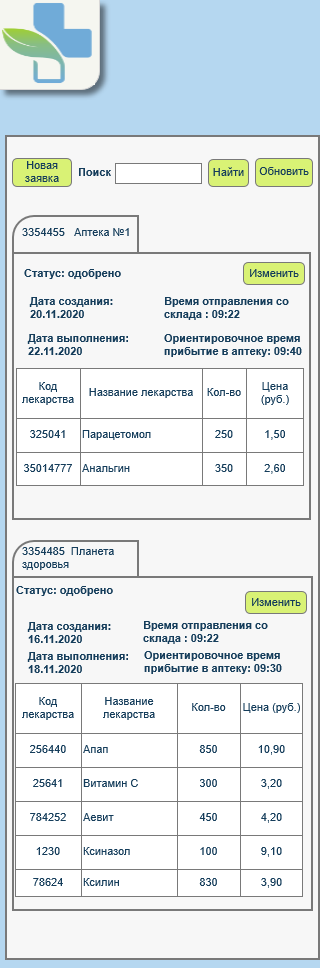 Новая
заявка
Поиск
Найти
Обновить
3354455 Аптека №1
Статус: одобрено
Изменить
Дата создания:
20.11.2020
Время отправления со
склада : 09:22
Дата выполнения:
22.11.2020
Ориентировочное время
прибытие в аптеку: 09:40
Код
лекарства
Название лекарства
Кол-во
Цена
(руб.)
325041 Парацетомол 250 1,50
35014777 Анальгин 350 2,60
3354485 Планета
здоровья
Статус: одобрено
Изменить
Дата создания:
16.11.2020
Время отправления со
склада : 09:22
Дата выполнения:
18.11.2020
Ориентировочное время
прибытие в аптеку: 09:30
Код
лекарства
Название
лекарства
Кол-во
Цена (руб.)
256440 Апап 850 10,90
25641 Витамин С 300 3,20
784252 Аевит 450 4,20
1230 Ксиназол 100 9,10
78624 Ксилин 830 3,90